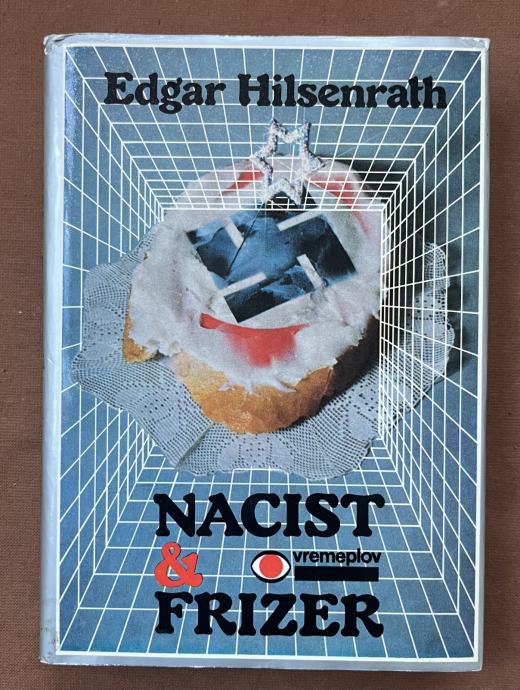 Edgar Hilsenrath
NACIST
&
vremeplov
FRIZER